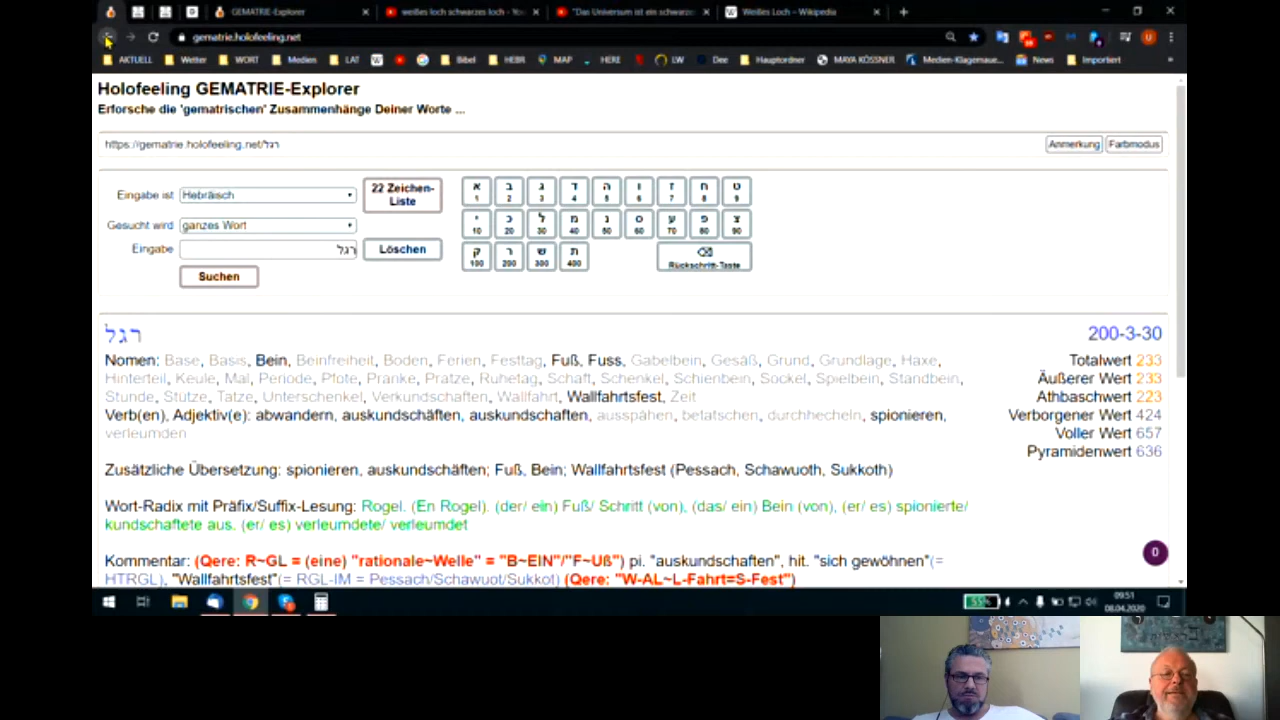 GEMATRIE-Explorer
weißes loch schwarzes loch - You
"Das Universum ist ein schwarze
Weißes Loch – Wikipedia
gematrie.holofeeling.net
AKTUELL Wetter WORT Medien LAT Bibel HEBR MAP HERE LW Dee Hauptordner MAYA KÖSSNER Medien-Klagemaue... News Importiert »
Holofeeling GEMATRIE-Explorer
Erforsche die 'gematrischen' Zusammenhänge Deiner Worte ...
https://gematrie.holofeeling.net/רגל
Anmerkung Farbmodus
Eingabe ist Hebräisch
22 Zeichen-
Liste
Gesucht wird ganzes Wort
Eingabe רגל Löschen
Suchen
א ב ג ד ה ו ז ח ט
1 2 3 4 5 6 7 8 9
י כ ל מ נ ס ע פ צ
10 20 30 40 50 60 70 80 90
ק ר ש ת
100 200 300 400 Rückschritt-Taste
רגל 200-3-30
Nomen: Base, Basis, Bein, Beinfreiheit, Boden, Ferien, Festtag, Fuß, Fuss, Gabelbein, Gesäß, Grund, Grundlage, Haxe,
Hinterteil, Keule, Mal, Periode, Pfote, Pranke, Pratze, Ruhetag, Schaft, Schenkel, Schienbein, Sockel, Spielbein, Standbein,
Stunde, Stütze, Tatze, Unterschenkel, Verkundschaften, Wallfahrt, Wallfahrtsfest, Zeit
Verb(en), Adjektiv(e): abwandern, auskundschäften, auskundschaften, ausspähen, betatschen, durchhecheln, spionieren,
verleumden
Totalwert 233
Äußerer Wert 233
Athbaschwert 223
Verborgener Wert 424
Voller Wert 657
Pyramidenwert 636
Zusätzliche Übersetzung: spionieren, auskundschäften; Fuß, Bein; Wallfahrtsfest (Pessach, Schawuoth, Sukkoth)
Wort-Radix mit Präfix/Suffix-Lesung: Rogel. (En Rogel). (der/ ein) Fuß/ Schritt (von), (das/ ein) Bein (von), (er/ es) spionierte/
kundschaftete aus. (er/ es) verleumdete/ verleumdet
Kommentar: (Qere: R~GL = (eine) "rationale~Welle" = "B~EIN"/"F~Uß") pi. "auskundschaften", hit. "sich gewöhnen"(=
HTRGL), "Wallfahrtsfest"(= RGL-IM = Pessach/Schawuot/Sukkot) (Qere: "W-AL~L-Fahrt=S-Fest")
0
55%
09:51
08.04.2020